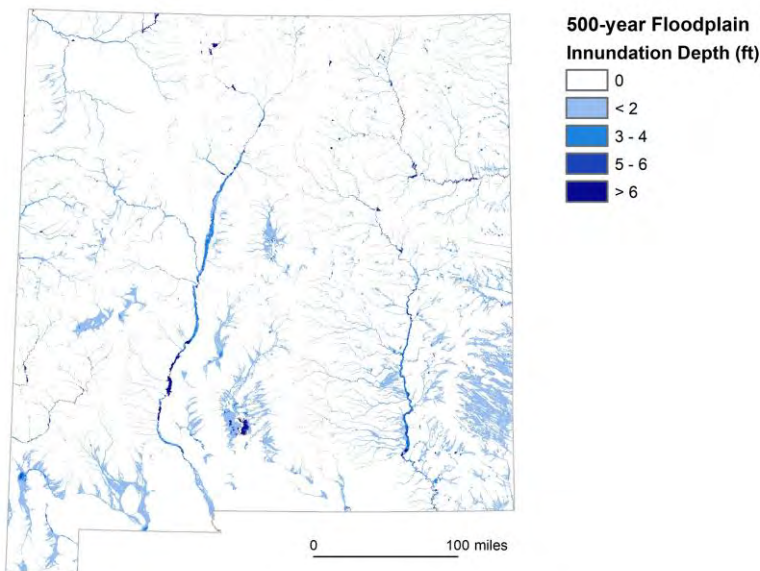 500-year Floodplain
Innundation Depth (ft)
0
< 2
3 - 4
5 - 6
> 6
0 100 miles